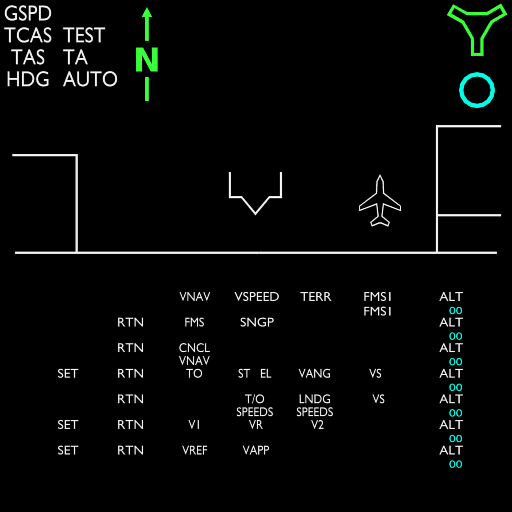 GSPD
TCAS TEST
TAS TA
HDG AUTO
N
VNAV VSPEED TERR FMS1 ALT
FMS1 00
RTN FMS SNGP ALT
00
RTN CNCL ALT
VNAV 00
SET RTN TO ST EL VANG VS ALT
00
RTN T/O LNDG VS ALT
SPEEDS SPEEDS 00
SET RTN V1 VR V2 ALT
00
SET RTN VREF VAPP ALT
00